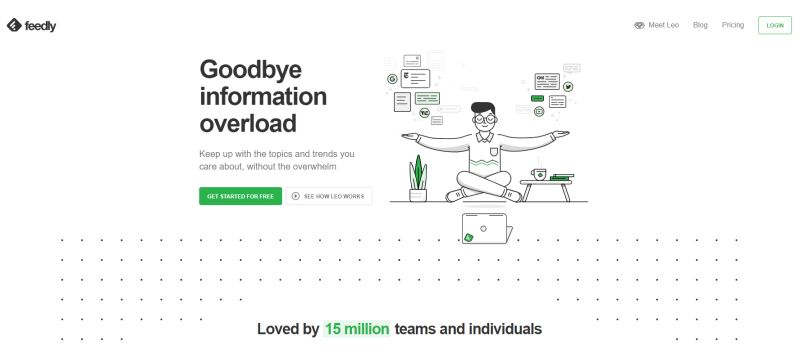 feedly
Meet Leo
Blog
Pricing
LOGIN
Goodbye
information
overload
Keep up with the topics and trends you
care about, without the overwhelm
GET STARTED FOR FREE
SEE HOW LEO WORKS
CNN
Loved by 15 million teams and individuals